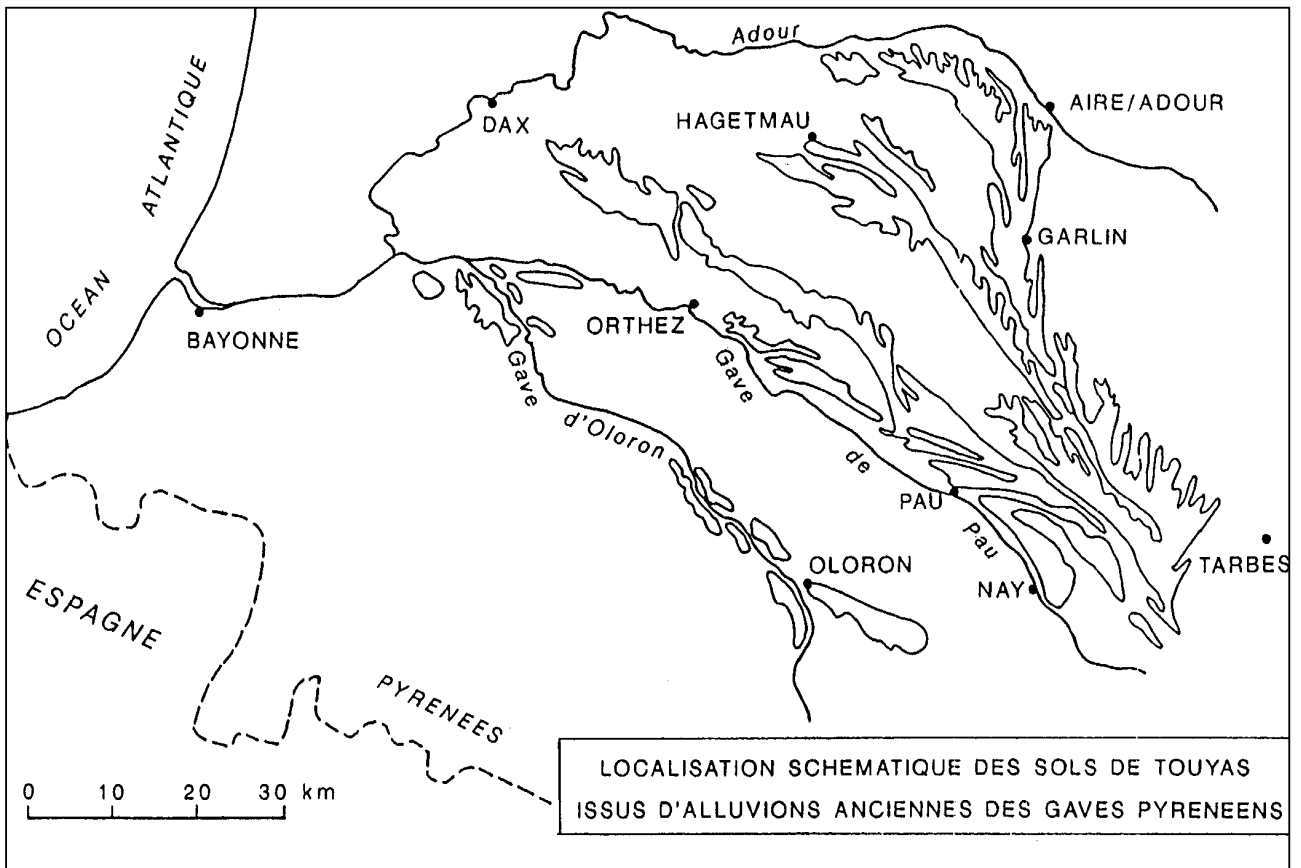 Adour
OCEAN ATLANTIQUE
DAX
HAGETMAU
AIRE/ADOUR
GARLIN
BAYONNE
ORTHEZ
Gave d'Oloron
Gave de Pau
PAU
OLORON
NAY
TARBES
ESPAGNE
PYRENEES
0 10 20 30 km
LOCALISATION SCHEMATIQUE DES SOLS DE TOUYAS
ISSUS D'ALLUVIONS ANCIENNES DES GAVES PYRENEENS